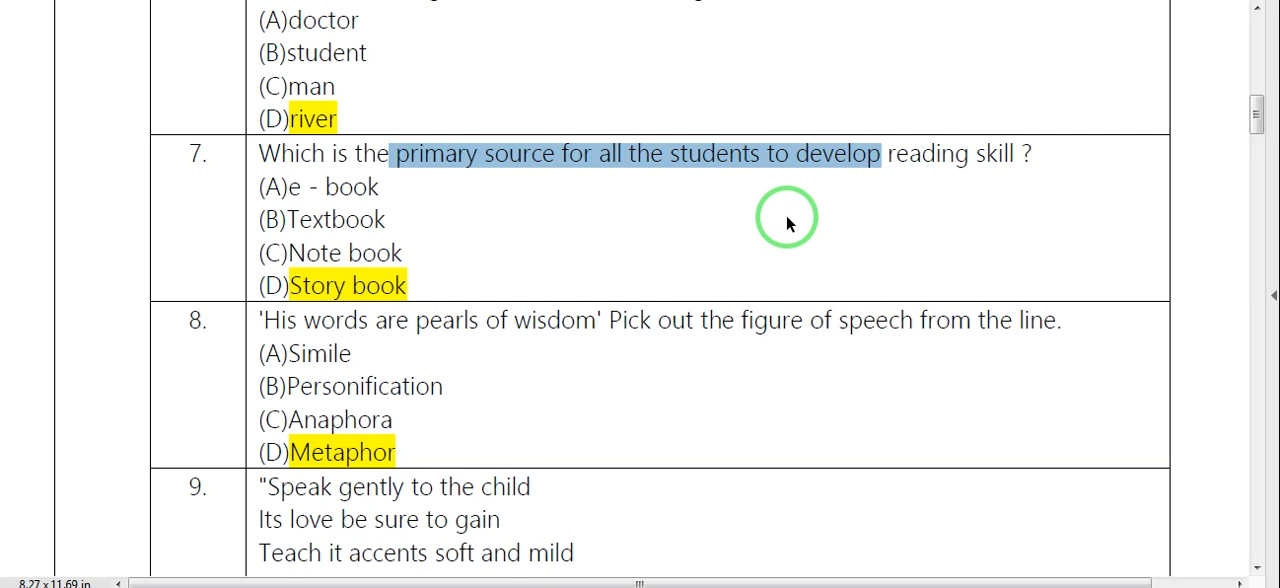 (A)doctor
(B)student
(C)man
(D)river
7.
Which is the primary source for all the students to develop reading skill ?
(A)e - book
(B)Textbook
(C)Note book
(D)Story book
8.
'His words are pearls of wisdom' Pick out the figure of speech from the line.
(A)Simile
(B)Personification
(C)Anaphora
(D)Metaphor
9.
"Speak gently to the child
Its love be sure to gain
Teach it accents soft and mild
8.27 x 11.69 in